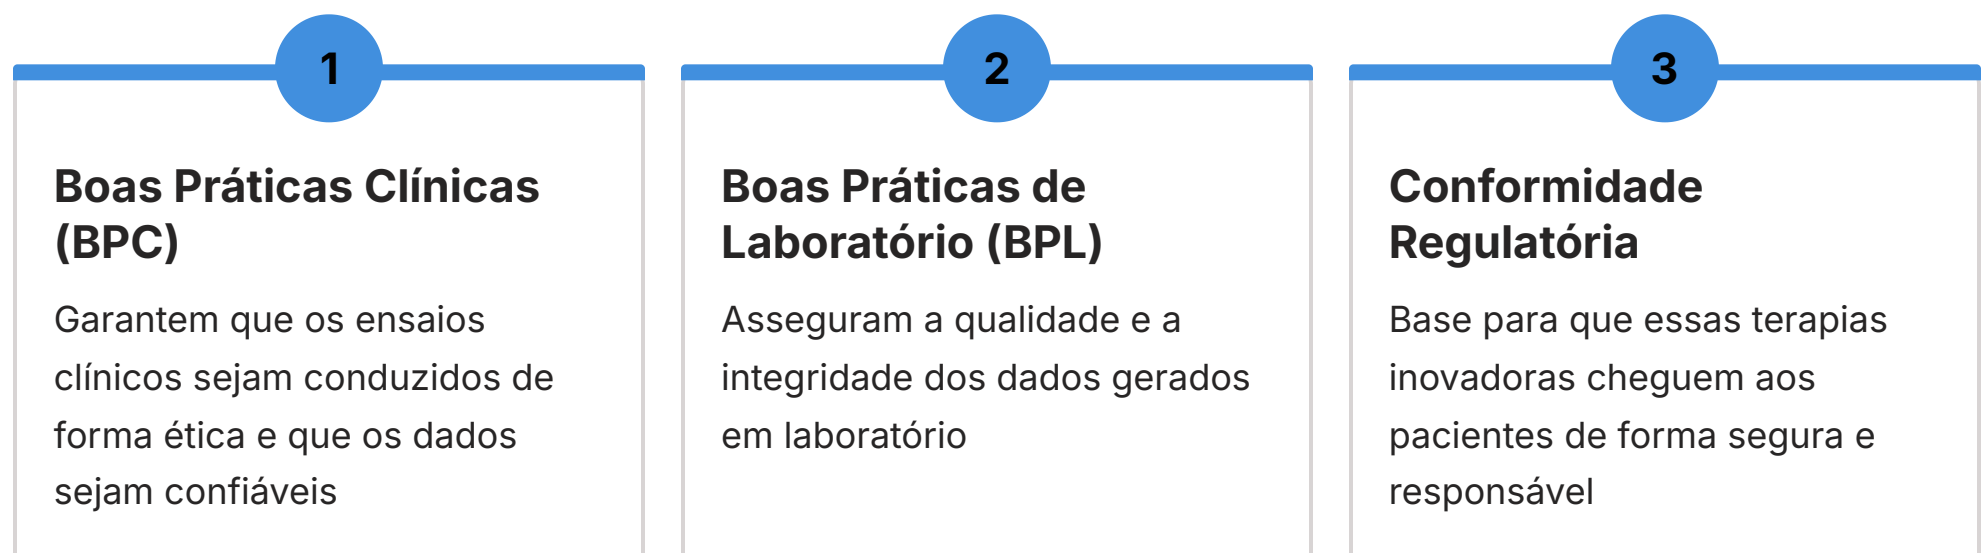 1
Boas Práticas Clínicas
(BPC)
Garantem que os ensaios
clínicos sejam conduzidos de
forma ética e que os dados
sejam confiáveis
2
Boas Práticas de
Laboratório (BPL)
Asseguram a qualidade e a
integridade dos dados gerados
em laboratório
3
Conformidade
Regulatória
Base para que essas terapias
inovadoras cheguem aos
pacientes de forma segura e
responsável